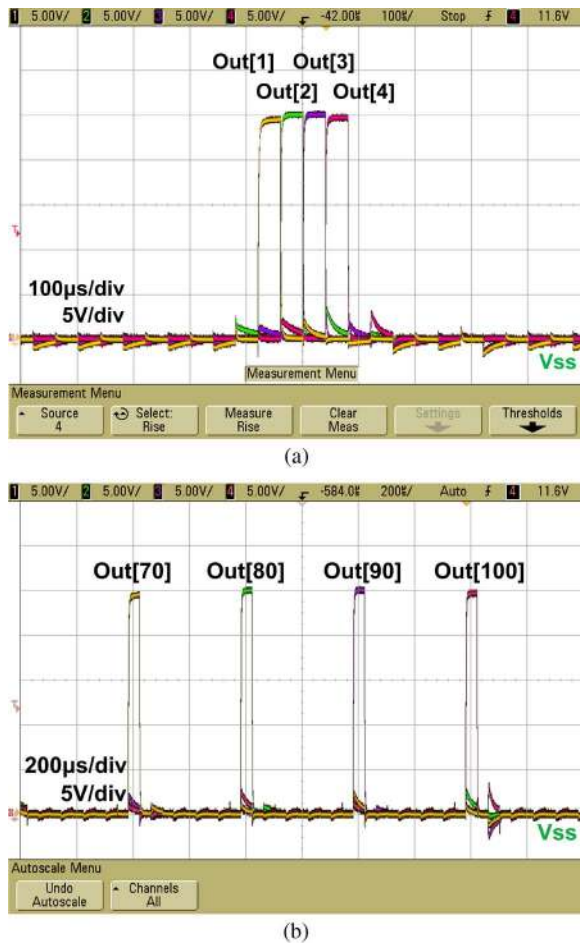 1 5.00V/ 2 5.00V/ 3 5.00V/ 4 5.00V/ -42.00% 100%/ Stop 4 11.6V
Out[1] Out[3]
Out[2] Out[4]
100µs/div
5V/div
Vss
Measurement Menu
Measurement Menu
Source
4
Select:
Rise
Measure
Rise
Clear
Meas
Settings
Thresholds
(a)
1 5.00V/ 2 5.00V/ 3 5.00V/ 4 5.00V/ -584.0% 200%/ Auto 4 11.6V
Out[70] Out[80] Out[90] Out[100]
200µs/div
5V/div
Vss
Autoscale Menu
Undo
Autoscale
Channels
All
(b)